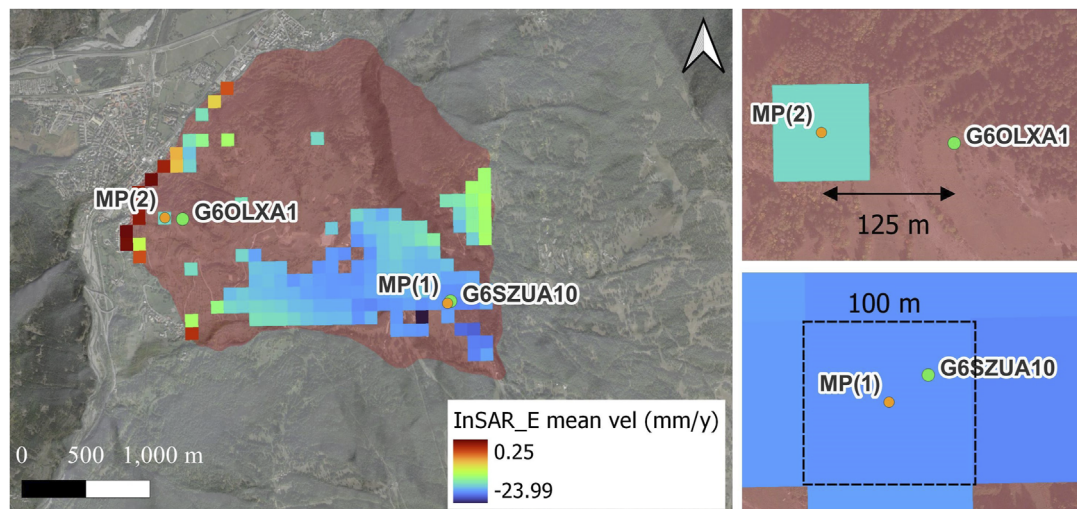 MP(2)
G6OLXA1
MP(1)
G6SZUA10
InSAR_E mean vel (mm/y)
0.25
-23.99
0 500 1,000 m
MP(2)
G6OLXA1
125 m
100 m
G6SZUA10
MP(1)